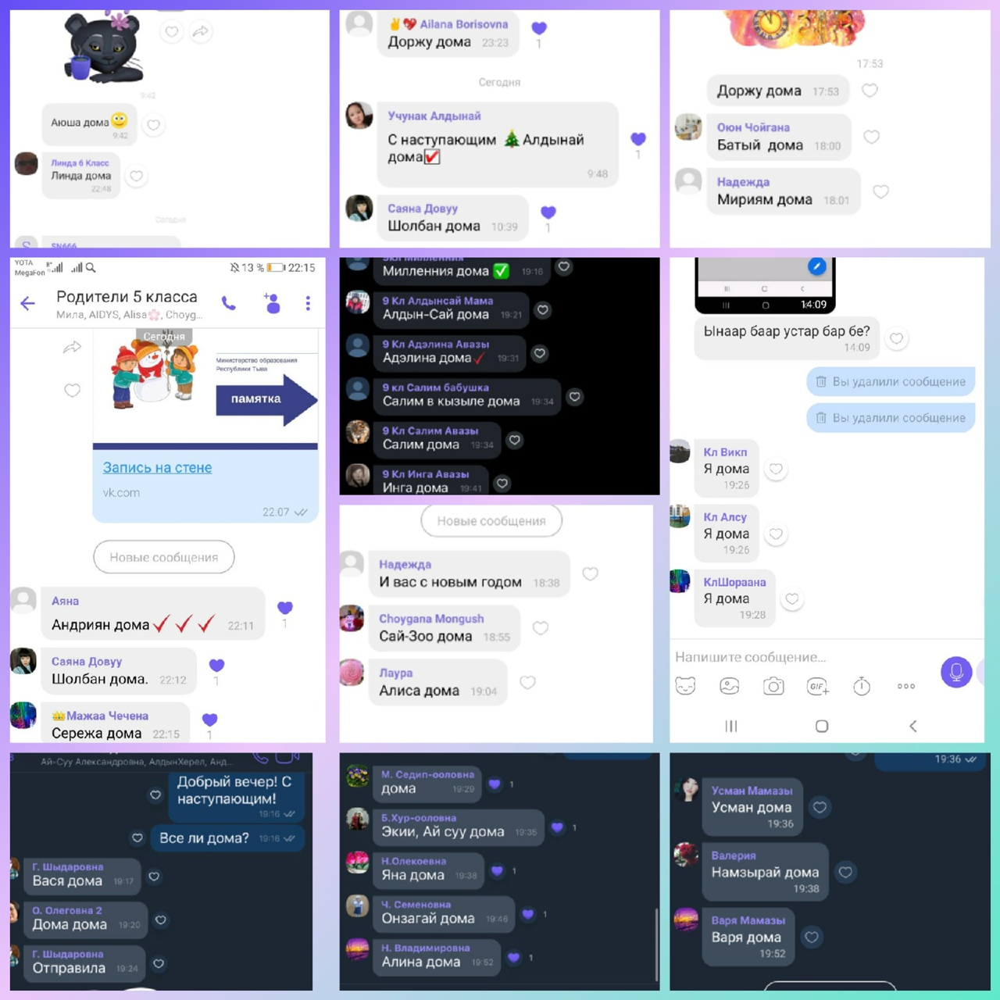 9:42
Аюша дома
9:42
Линда 6 Класс
Линда дома
22:48
Сегодня
S
SN666
Ailana Borisovna
Доржу дома 23:23
1
Сегодня
Учунак Алдынай
С наступающим 🎄Алдынай
дома☑
9:48
1
Саяна Довуу
Шолбан дома 10:39
1
17:53
Доржу дома 17:53
Оюн Чойгана
Батый дома 18:00
Надежда
Мириям дома 18:01
YOTA
MegaFon
13 % 22:15
Родители 5 класса
Мила, AIDYS, Alisa🌸, Choyg...
Сегодня
Министерство образования
Республики Тыва
памятка
Запись на стене
vk.com
22:07
Новые сообщения
Аяна
Андриян дома 22:11
1
Саяна Довуу
Шолбан дома. 22:12
1
Мажаа Чечена
Сережа дома 22:15
1
Милленния дома ✅ 19:16
9 Кл Алдынсай Мама
Алдын-Сай дома 19:21
9 Кл Адэлина Авазы
Адэлина дома 19:31
9 кл Салим бабушка
Салим в кызыле дома 19:34
9 Кл Салим Авазы
Салим дома 19:34
9 Кл Инга Авазы
Инга дома 19:41
Новые сообщения
Надежда
И вас с новым годом 18:38
Choygana Mongush
Сай-Зоо дома 18:55
Лаура
Алиса дома 19:04
14:09
Ынаар баар устар бар бе?
14:09
Вы удалили сообщение
Вы удалили сообщение
Кл Викп
Я дома
19:26
Кл Алсу
Я дома
19:26
КлШораана
Я дома
19:28
Напишите сообщение...
GIF
Ай-Суу Александровна, АлдынХерел, Анд...
Добрый вечер! С
наступающим!
19:16
Все ли дома? 19:16
Г. Шыдаровна
Вася дома 19:17
О. Олеговна 2
Дома дома 19:20
Г. Шыдаровна
Отправила 19:24
М. Седип-ооловна
дома 19:29
1
Б.Хур-ооловна
Экии, Ай суу дома 19:35
1
Н.Олекоевна
Яна дома 19:38
1
Ч. Семеновна
Онзагай дома 19:46
1
Н. Владимировна
Алина дома 19:52
1
19:36
Усман Мамазы
Усман дома
19:36
Валерия
Намзырай дома
19:38
Варя Мамазы
Варя дома
19:52